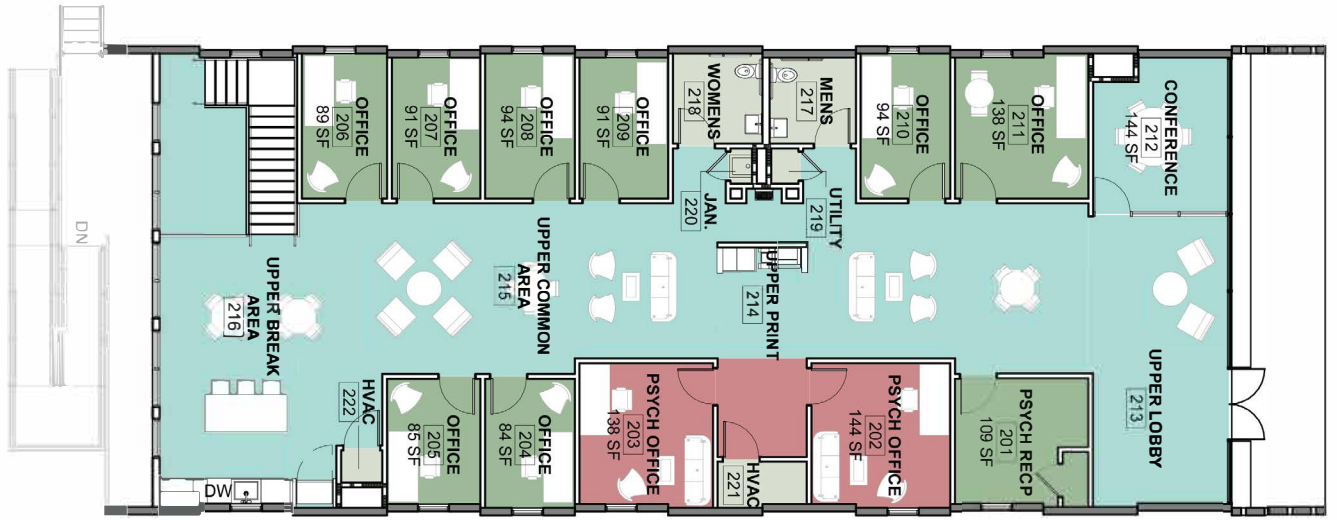 OFFICE
206
89 SF
OFFICE
207
91 SF
OFFICE
208
94 SF
OFFICE
209
91 SF
WOMENS
218
MENS
217
OFFICE
210
94 SF
OFFICE
211
138 SF
CONFERENCE
212
144 SF
JAN.
220
UTILITY
219
DN
UPPER BREAK
AREA
216
UPPER COMMON
AREA
215
UPPER PRINT
214
UPPER LOBBY
213
HVAC
222
OFFICE
205
85 SF
OFFICE
204
84 SF
PSYCH OFFICE
203
138 SF
HVAC
221
PSYCH OFFICE
202
144 SF
PSYCH RECP
201
109 SF
DW